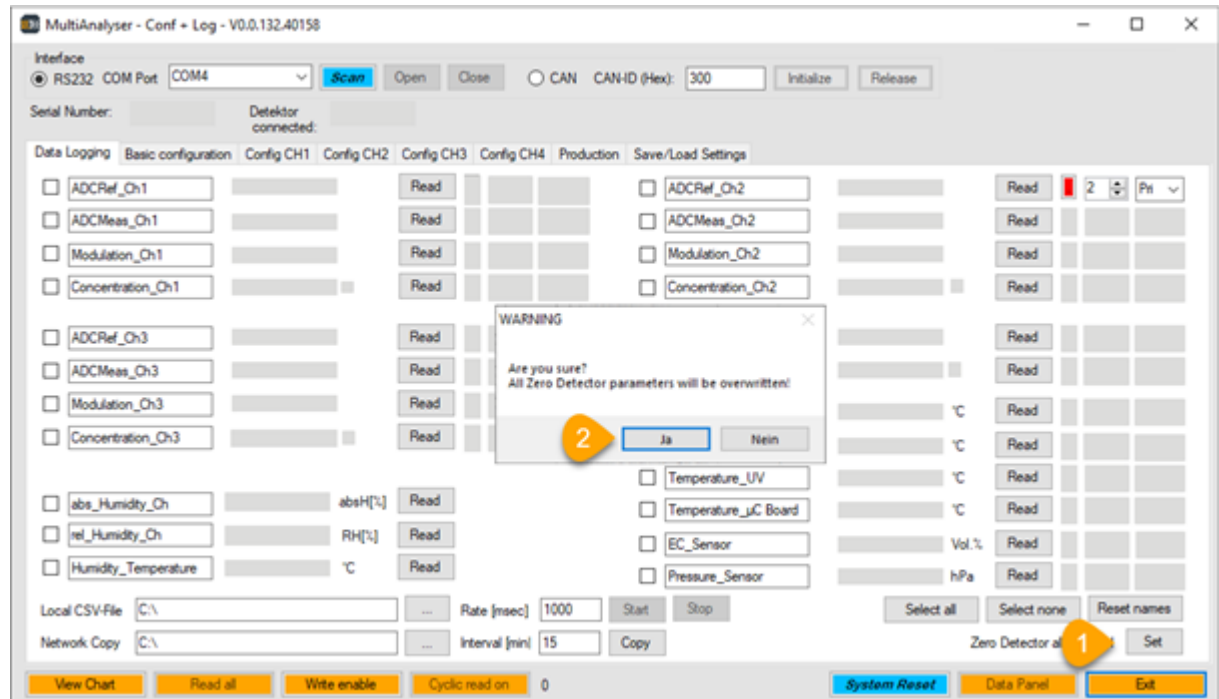 MultiAnalyser - Conf + Log - V0.0.132.40158
Interface
RS232 COM Port COM4 Scan Open Close CAN CAN-ID (Hex): 300 Initialize Release
Serial Number: Detektor connected:
Data Logging Basic configuration Config CH1 Config CH2 Config CH3 Config CH4 Production Save/Load Settings
ADCRef_Ch1 Read ADCRef_Ch2 Read 2 Pri
ADCMeas_Ch1 Read ADCMeas_Ch2 Read
Modulation_Ch1 Read Modulation_Ch2 Read
Concentration_Ch1 Read Concentration_Ch2 Read
WARNING
Are you sure?
All Zero Detector parameters will be overwritten!
2 Ja Nein
ADCRef_Ch3 Read Read
ADCMeas_Ch3 Read Read
Modulation_Ch3 Read °C Read
Concentration_Ch3 Read °C Read
Temperature_UV °C Read
abs_Humidity_Ch absH[%] Read Temperature_µC Board °C Read
rel_Humidity_Ch RH[%] Read EC_Sensor Vol.% Read
Humidity_Temperature °C Read Pressure_Sensor hPa Read
Local CSV-File C:\ ... Rate [msec] 1000 Start Stop Select all Select none Reset names
Network Copy C:\ ... Interval [min] 15 Copy Zero Detector 1 Set
View Chart Read all Write enable Cyclic read on 0 System Reset Data Panel Exit